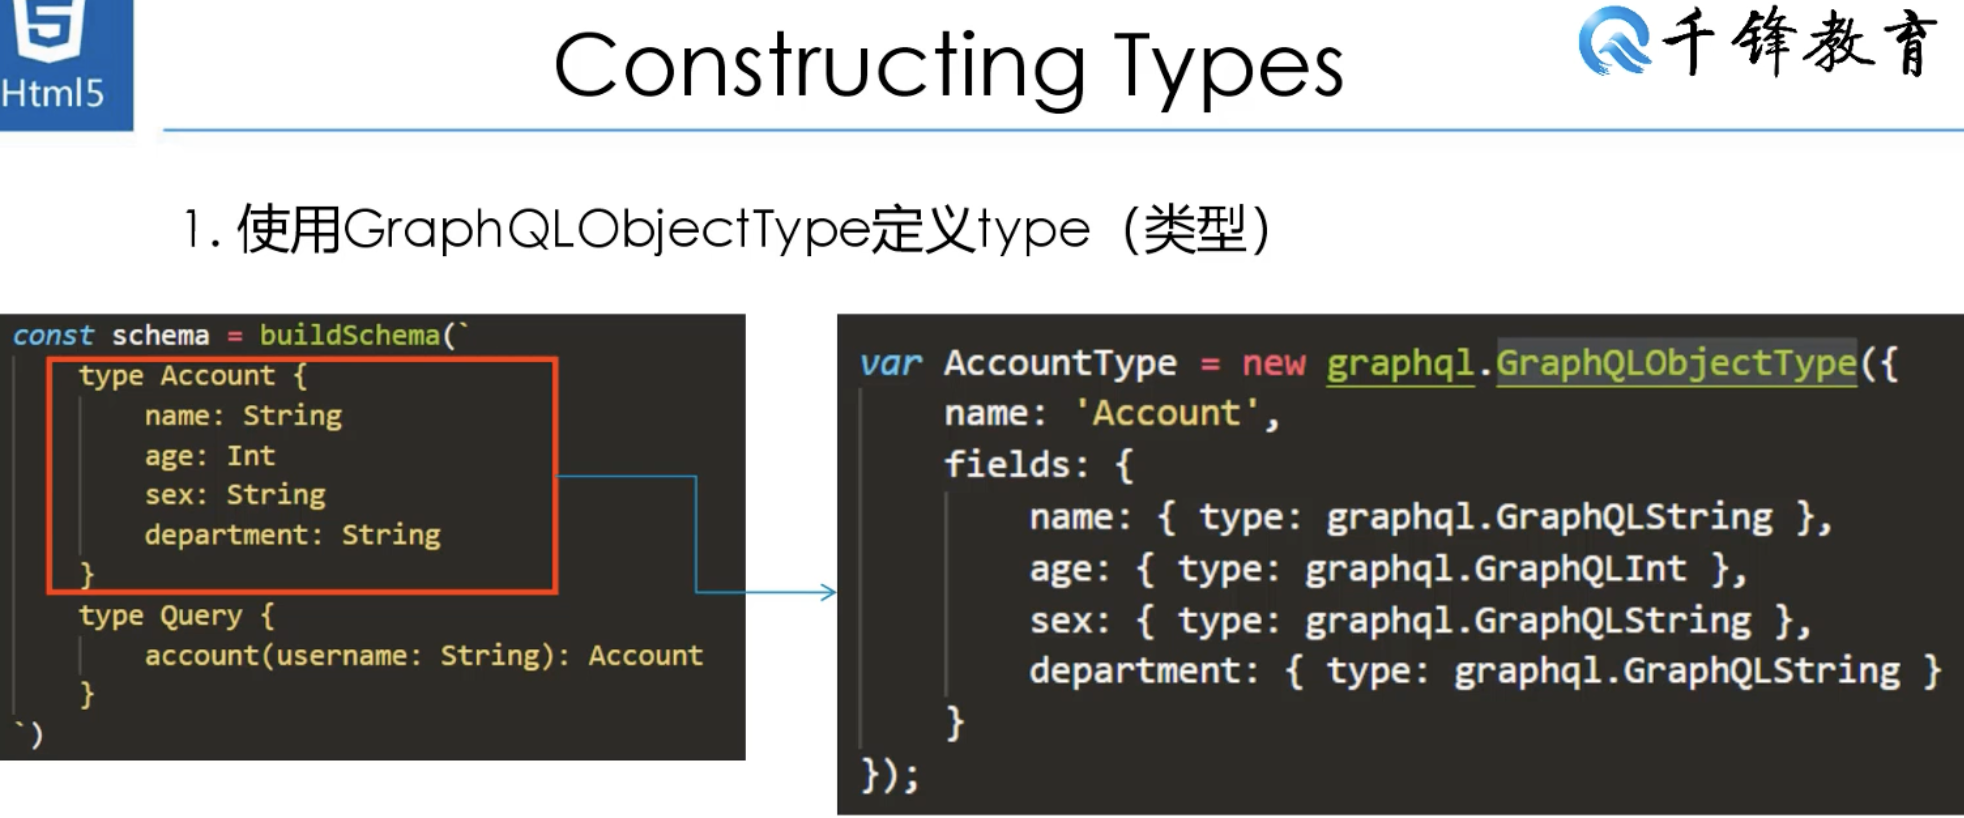 Html5
Constructing Types
千锋教育
1. 使用GraphQLObjectType定义type（类型）
const schema = buildSchema(`
type Account {
name: String
age: Int
sex: String
department: String
}
type Query {
account(username: String): Account
}
`)
var AccountType = new graphql.GraphQLObjectType({
name: 'Account',
fields: {
name: { type: graphql.GraphQLString },
age: { type: graphql.GraphQLInt },
sex: { type: graphql.GraphQLString },
department: { type: graphql.GraphQLString }
}
});